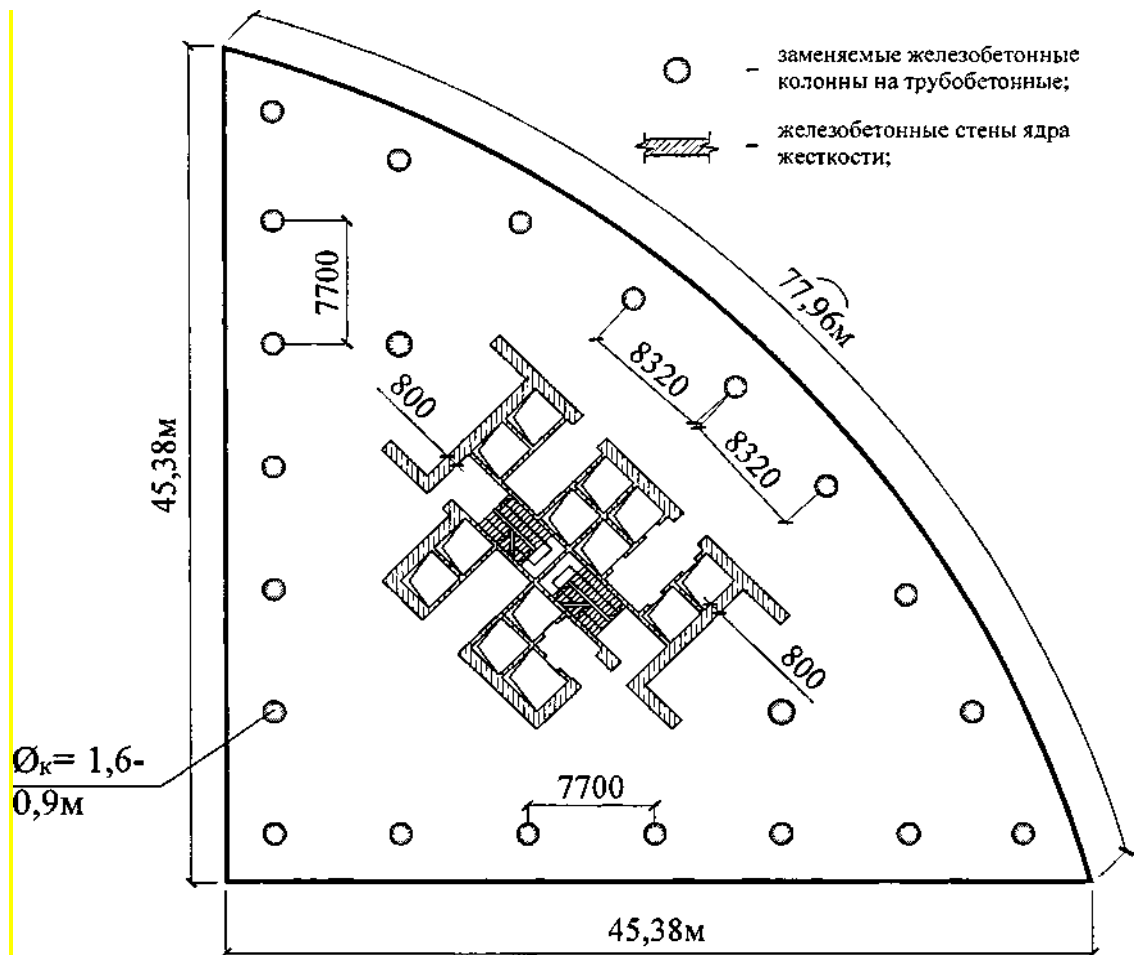 заменяемые железобетонные
колонны на трубобетонные;
железобетонные стены ядра
жесткости;
77,96м
7700
8320
8320
800
45,38м
800
Øк= 1,6-
0,9м
7700
45,38м